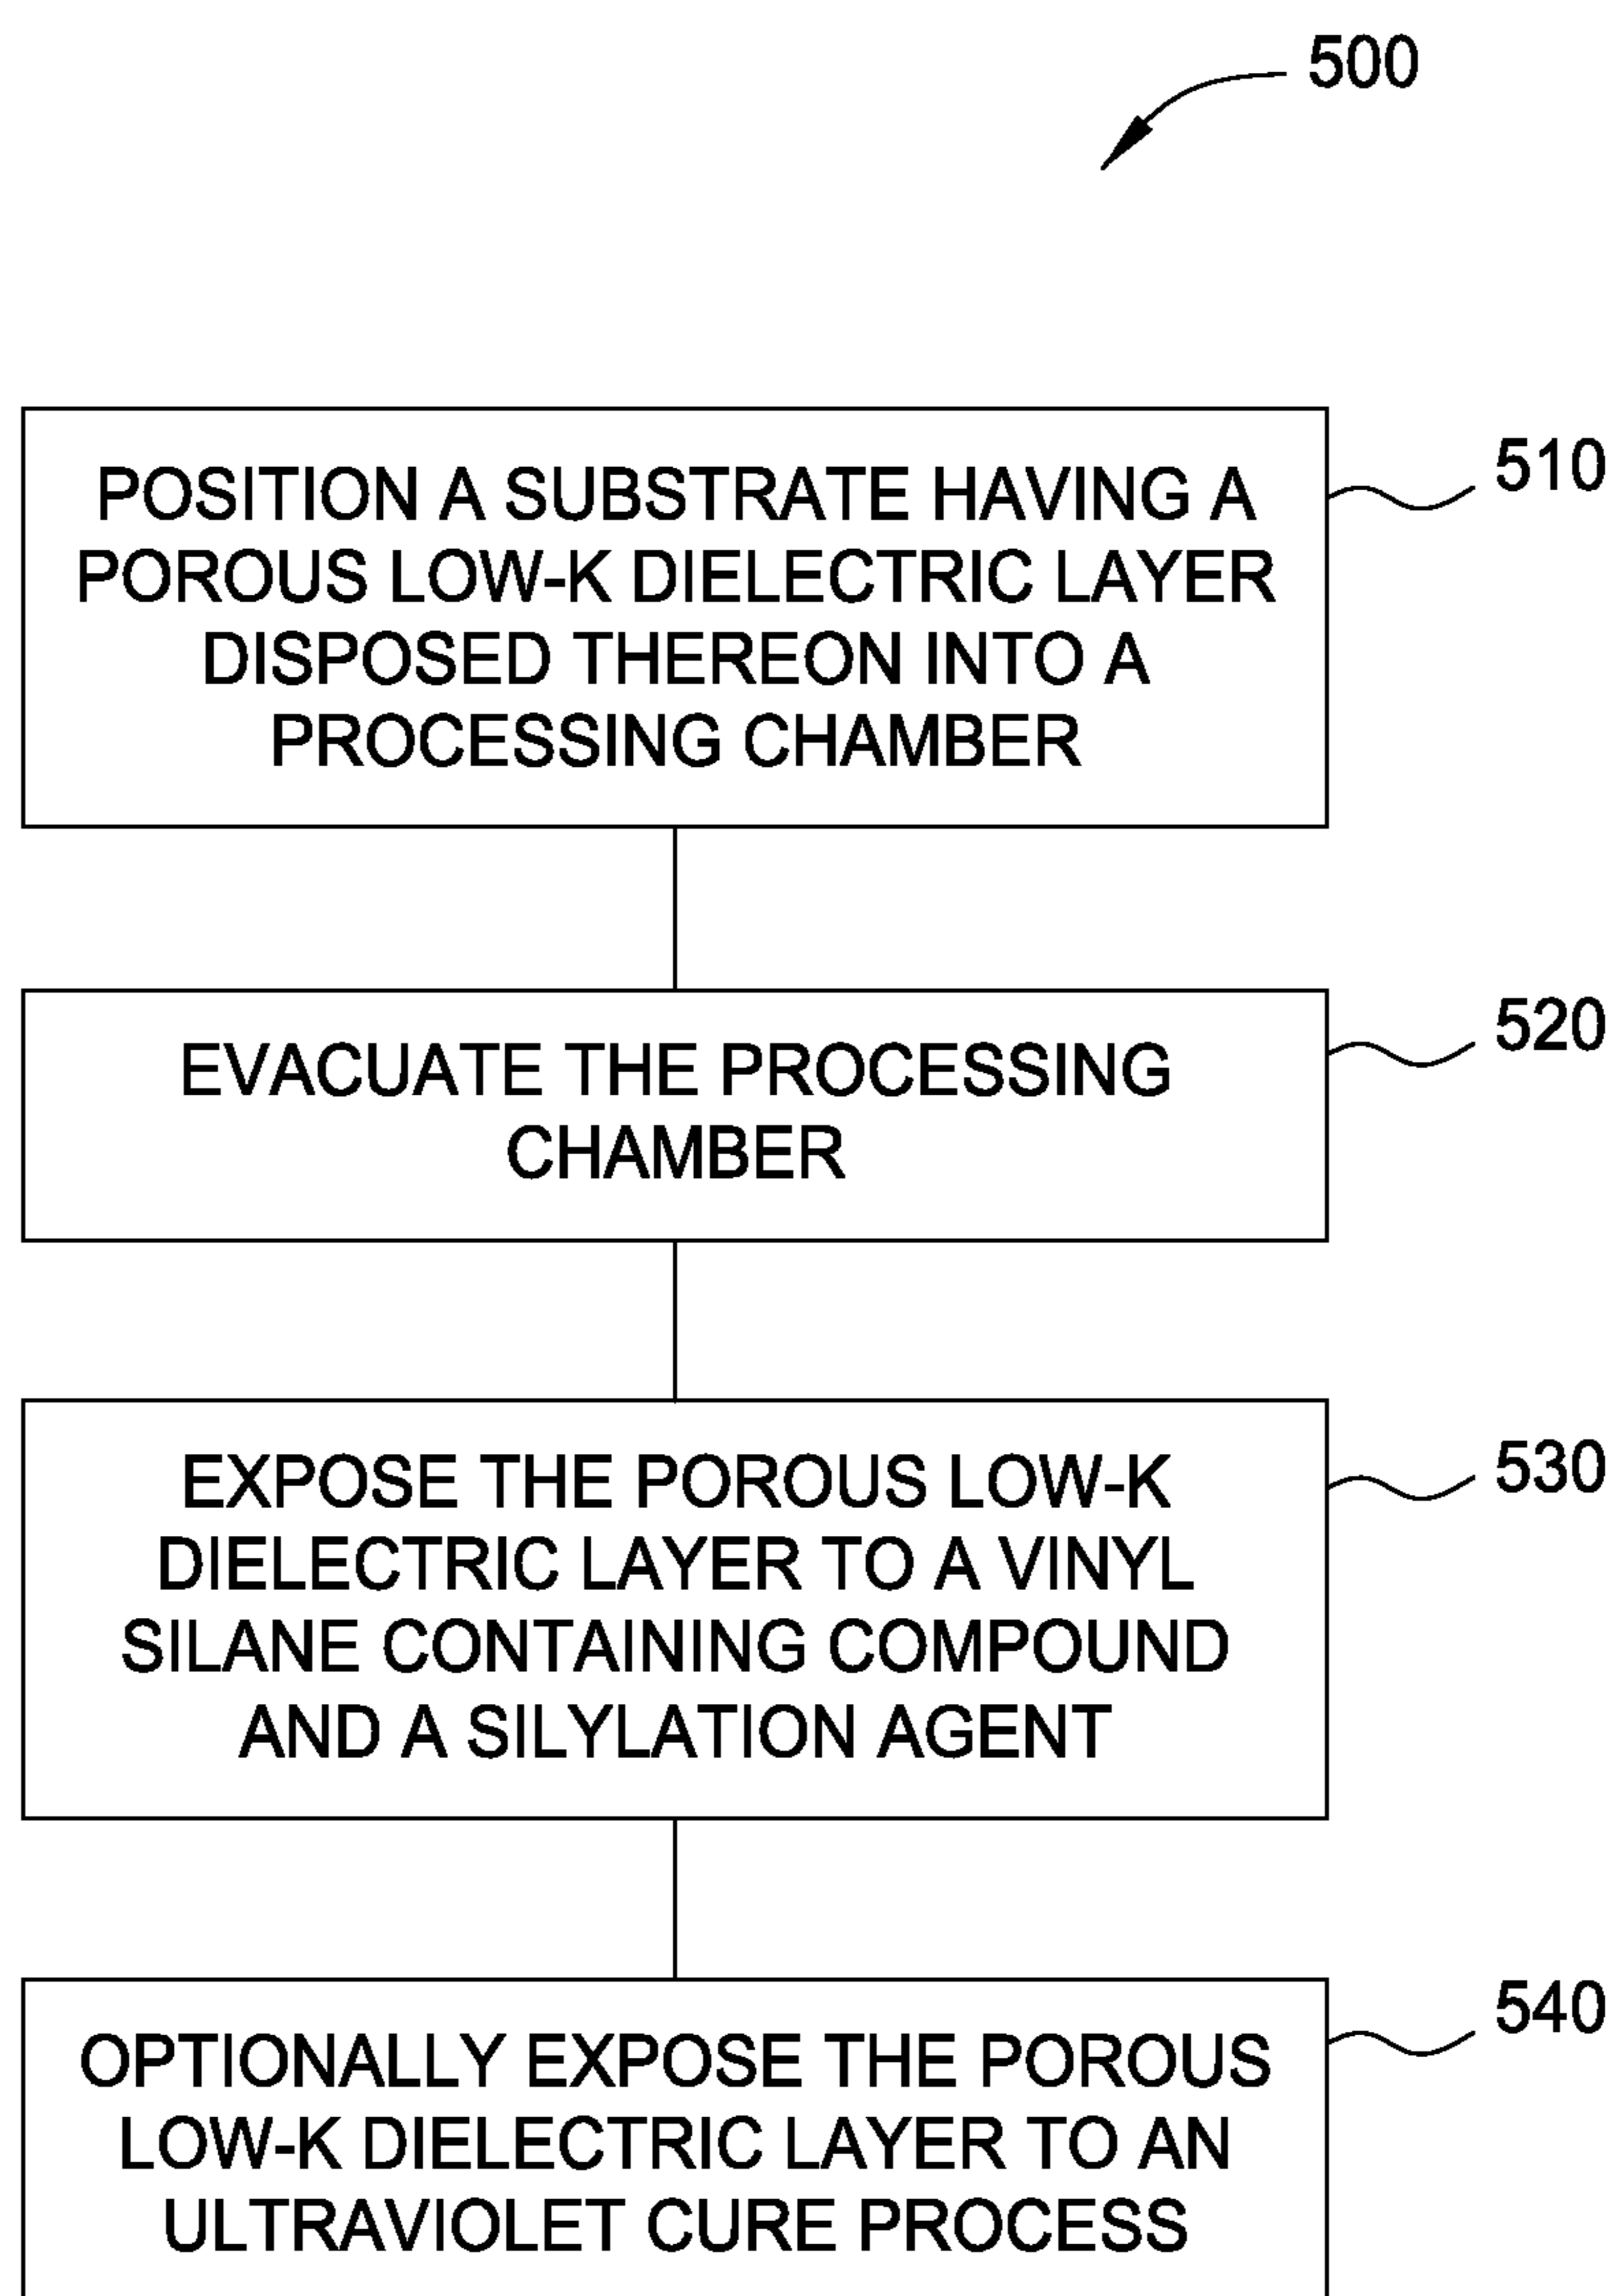 500
POSITION A SUBSTRATE HAVING A
POROUS LOW-K DIELECTRIC LAYER
DISPOSED THEREON INTO A
PROCESSING CHAMBER
510
EVACUATE THE PROCESSING
CHAMBER
520
EXPOSE THE POROUS LOW-K
DIELECTRIC LAYER TO A VINYL
SILANE CONTAINING COMPOUND
AND A SILYLATION AGENT
530
OPTIONALLY EXPOSE THE POROUS
LOW-K DIELECTRIC LAYER TO AN
ULTRAVIOLET CURE PROCESS
540